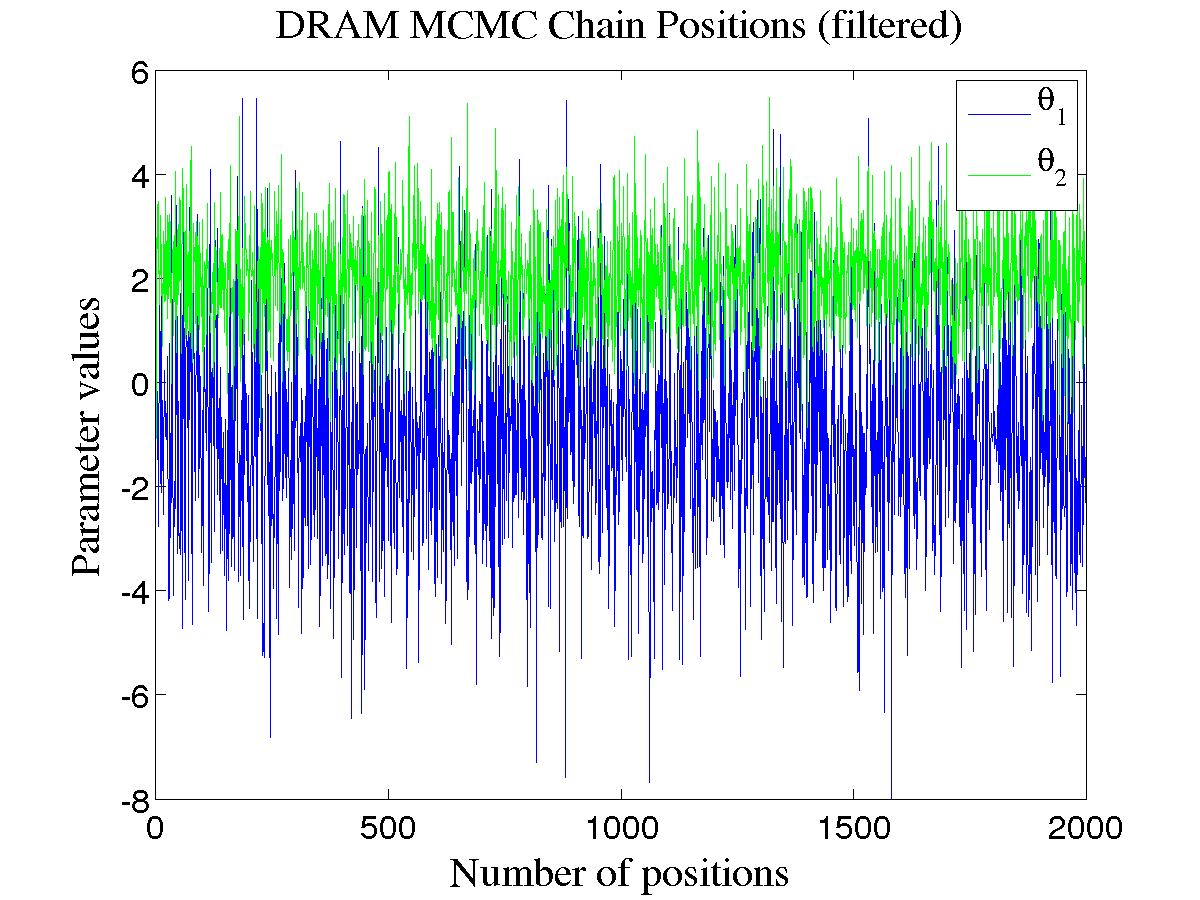 DRAM MCMC Chain Positions (filtered)
6
4
2
0
-2
-4
-6
-8
0 500 1000 1500 2000
Parameter values
Number of positions
θ₁
θ₂